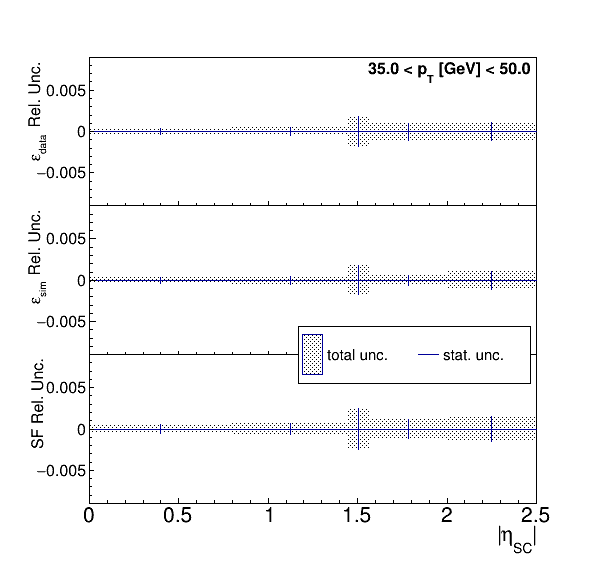 35.0 < p_T [GeV] < 50.0
ε_data Rel. Unc.
0.005
0
−0.005
ε_sim Rel. Unc.
0.005
0
−0.005
total unc. stat. unc.
SF Rel. Unc.
0.005
0
−0.005
0 0.5 1 1.5 2 2.5
|η_SC|